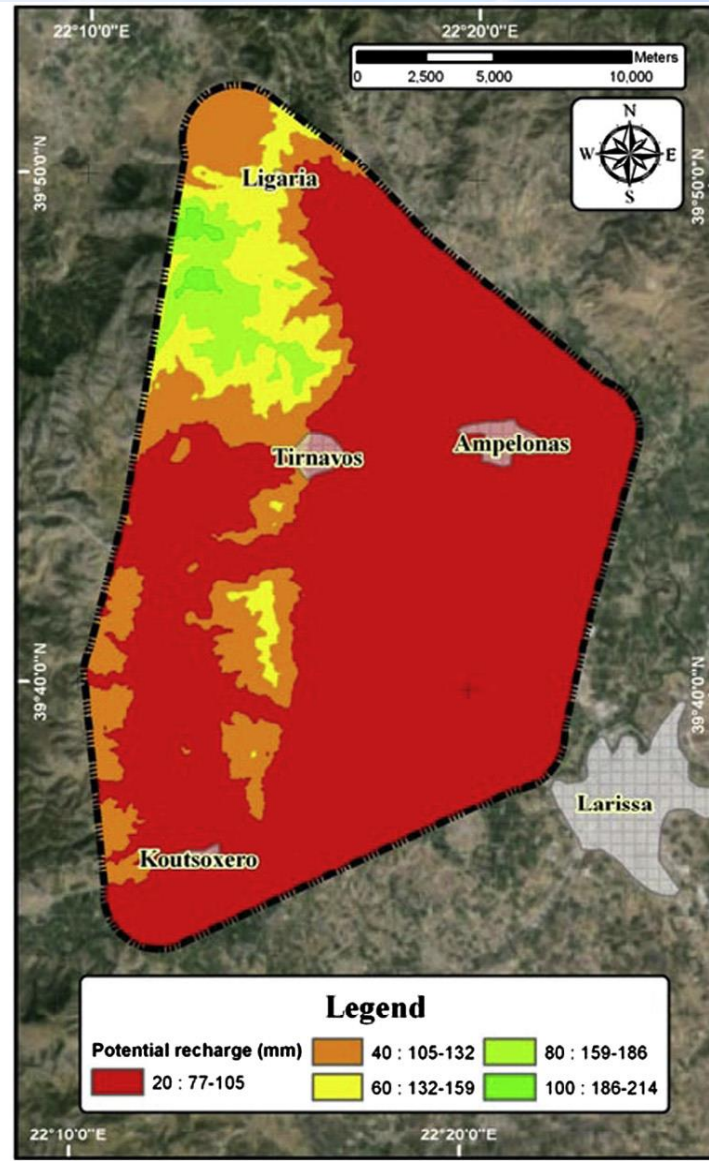 22°10'0"E 22°20'0"E
Meters
0 2,500 5,000 10,000
N
W E
S
39°50'0"N 39°50'0"N
Ligaria
Tirnavos Ampelonas
39°40'0"N 39°40'0"N
Larissa
Koutsoxero
Legend
Potential recharge (mm)
20 : 77-105
40 : 105-132
60 : 132-159
80 : 159-186
100 : 186-214
22°10'0"E 22°20'0"E